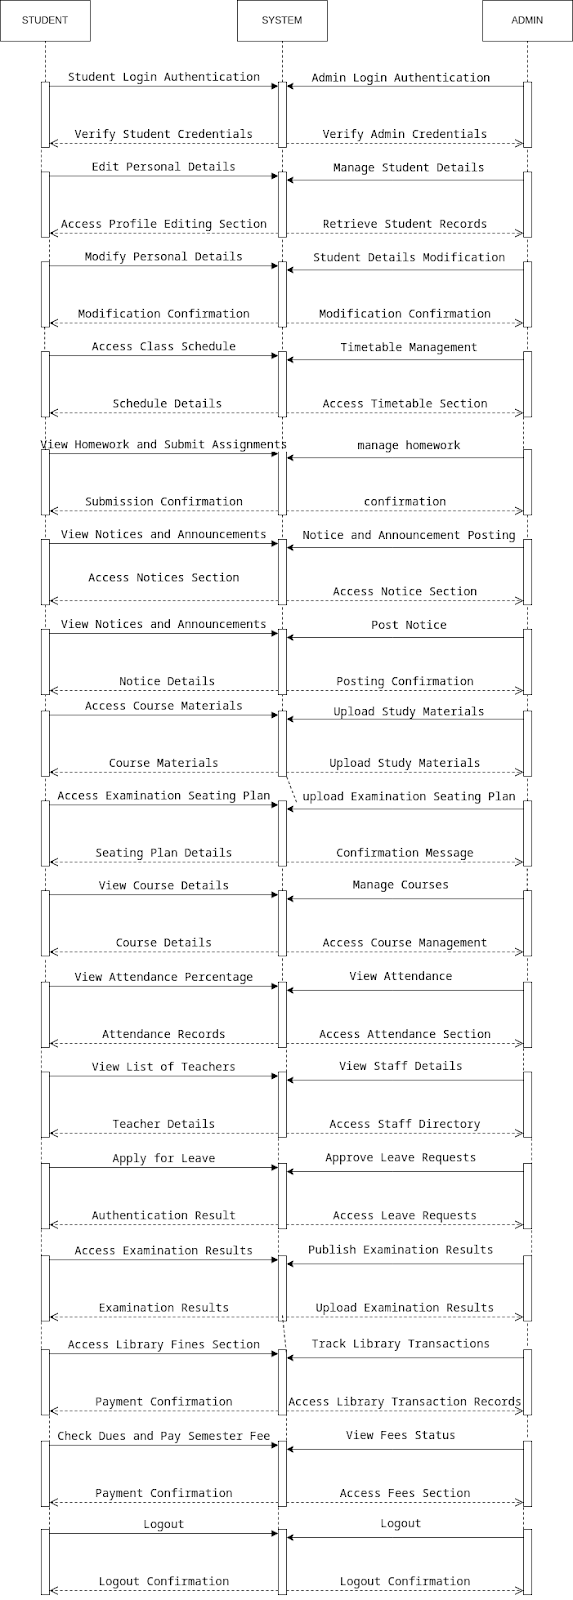 STUDENT
SYSTEM
ADMIN
Student Login Authentication
Admin Login Authentication
Verify Student Credentials
Verify Admin Credentials
Edit Personal Details
Manage Student Details
Access Profile Editing Section
Retrieve Student Records
Modify Personal Details
Student Details Modification
Modification Confirmation
Modification Confirmation
Access Class Schedule
Timetable Management
Schedule Details
Access Timetable Section
View Homework and Submit Assignments
manage homework
Submission Confirmation
confirmation
View Notices and Announcements
Notice and Announcement Posting
Access Notices Section
Access Notice Section
View Notices and Announcements
Post Notice
Notice Details
Posting Confirmation
Access Course Materials
Upload Study Materials
Course Materials
Upload Study Materials
Access Examination Seating Plan
upload Examination Seating Plan
Seating Plan Details
Confirmation Message
View Course Details
Manage Courses
Course Details
Access Course Management
View Attendance Percentage
View Attendance
Attendance Records
Access Attendance Section
View List of Teachers
View Staff Details
Teacher Details
Access Staff Directory
Apply for Leave
Approve Leave Requests
Authentication Result
Access Leave Requests
Access Examination Results
Publish Examination Results
Examination Results
Upload Examination Results
Access Library Fines Section
Track Library Transactions
Payment Confirmation
Access Library Transaction Records
Check Dues and Pay Semester Fee
View Fees Status
Payment Confirmation
Access Fees Section
Logout
Logout
Logout Confirmation
Logout Confirmation